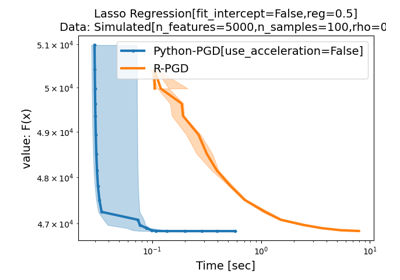 Lasso Regression[fit_intercept=False,reg=0.5]
Data: Simulated[n_features=5000,n_samples=100,rho=0
Python-PGD[use_acceleration=False]
R-PGD
value: F(x)
5.1 × 10⁴
5 × 10⁴
4.9 × 10⁴
4.8 × 10⁴
4.7 × 10⁴
10⁻¹ 10⁰ 10¹
Time [sec]